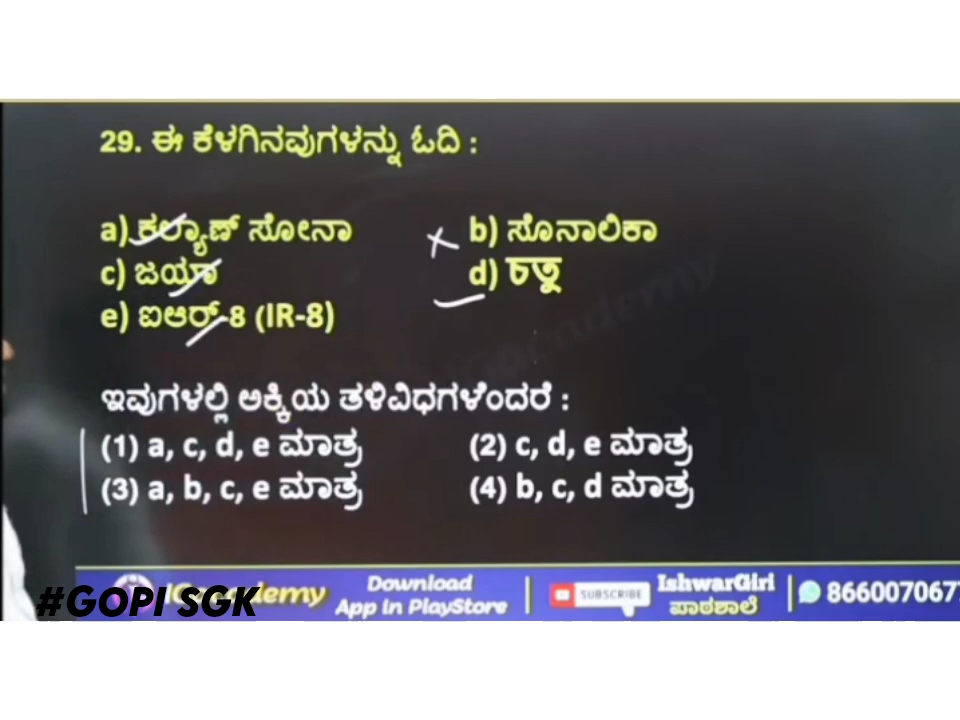 29. ಈ ಕೆಳಗಿನವುಗಳನ್ನು ಓದಿ :
a) ಕಲ್ಯಾಣ್ ಸೋನಾ
b) ಸೊನಾಲಿಕಾ
c) ಜಯಾ
d)
e) ಐಆರ್-8 (IR-8)
ಇವುಗಳಲ್ಲಿ ಅಕ್ಕಿಯ ತಳಿವಿಧಗಳೆಂದರೆ :
(1) a, c, d, e ಮಾತ್ರ
(2) c, d, e ಮಾತ್ರ
(3) a, b, c, e ಮಾತ್ರ
(4) b, c, d ಮಾತ್ರ
Download
App in PlayStore
SUBSCRIBE
IshwarGiri
ಪಾಠಶಾಲೆ
866007067
#GOPI SGK